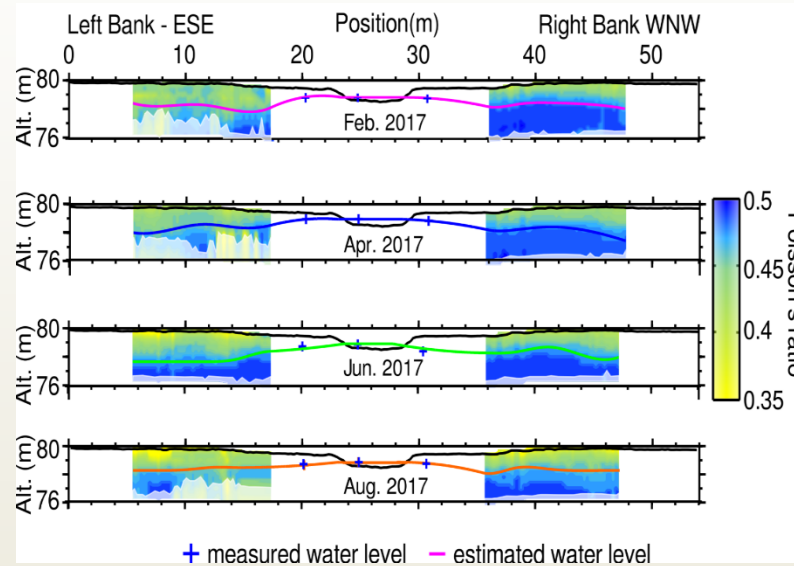 Left Bank - ESE Position(m) Right Bank WNW
0 10 20 30 40 50
80
Alt. (m)
76
Feb. 2017
80
Alt. (m)
76
Apr. 2017
80
Alt. (m)
76
Jun. 2017
80
Alt. (m)
76
Aug. 2017
0.5
0.45
0.4
0.35
Poisson's ratio
+ measured water level − estimated water level